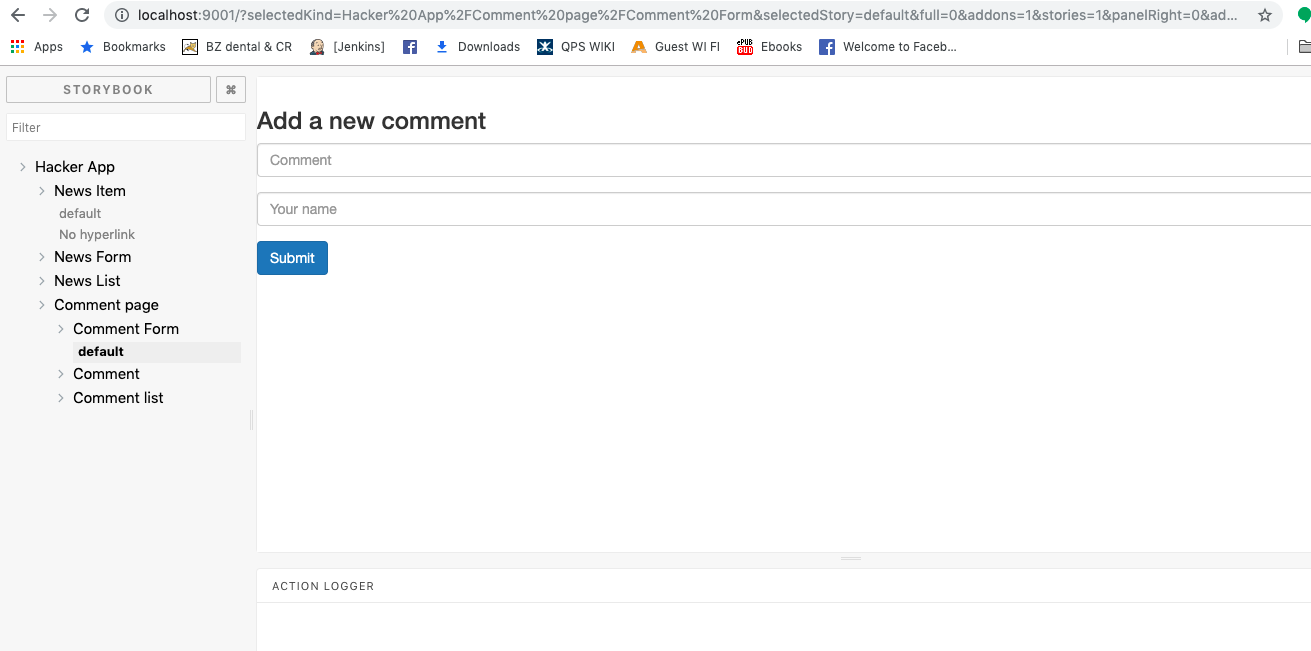 localhost:9001/?selectedKind=Hacker%20App%2FComment%20page%2FComment%20Form&selectedStory=default&full=0&addons=1&stories=1&panelRight=0&ad...
Apps Bookmarks BZ dental & CR [Jenkins] Downloads QPS WIKI Guest WI FI ePUB BUD Ebooks Welcome to Faceb...
STORYBOOK ⌘
Filter
Hacker App
News Item
default
No hyperlink
News Form
News List
Comment page
Comment Form
default
Comment
Comment list
Add a new comment
Comment
Your name
Submit
ACTION LOGGER